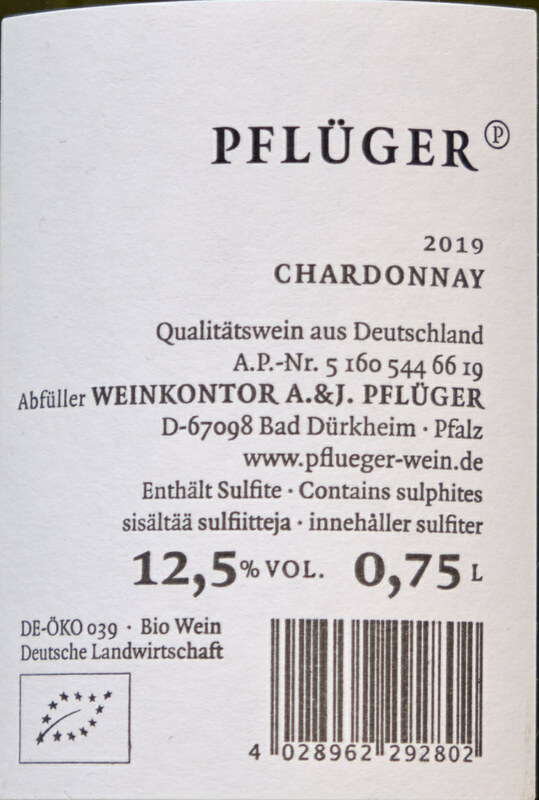 PFLÜGER Ⓟ
2019
CHARDONNAY
Qualitätswein aus Deutschland
A.P.-Nr. 5 160 544 66 19
Abfüller WEINKONTOR A.&J. PFLÜGER
D-67098 Bad Dürkheim · Pfalz
www.pflueger-wein.de
Enthält Sulfite · Contains sulphites
sisältää sulfiitteja · innehåller sulfiter
12,5% VOL. 0,75 L
DE-ÖKO 039 · Bio Wein
Deutsche Landwirtschaft
4 028962 292802